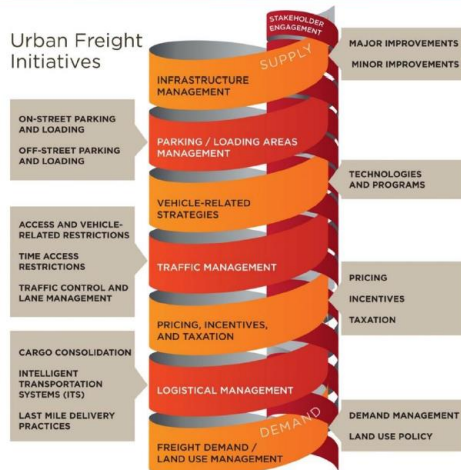 Urban Freight
Initiatives
STAKEHOLDER
ENGAGEMENT
SUPPLY
INFRASTRUCTURE
MANAGEMENT
MAJOR IMPROVEMENTS
MINOR IMPROVEMENTS
ON-STREET PARKING
AND LOADING
OFF-STREET PARKING
AND LOADING
PARKING / LOADING AREAS
MANAGEMENT
VEHICLE-RELATED
STRATEGIES
TECHNOLOGIES
AND PROGRAMS
ACCESS AND VEHICLE-
RELATED RESTRICTIONS
TIME ACCESS
RESTRICTIONS
TRAFFIC CONTROL AND
LANE MANAGEMENT
TRAFFIC MANAGEMENT
PRICING, INCENTIVES,
AND TAXATION
PRICING
INCENTIVES
TAXATION
CARGO CONSOLIDATION
INTELLIGENT
TRANSPORTATION
SYSTEMS (ITS)
LAST MILE DELIVERY
PRACTICES
LOGISTICAL MANAGEMENT
DEMAND
FREIGHT DEMAND /
LAND USE MANAGEMENT
DEMAND MANAGEMENT
LAND USE POLICY